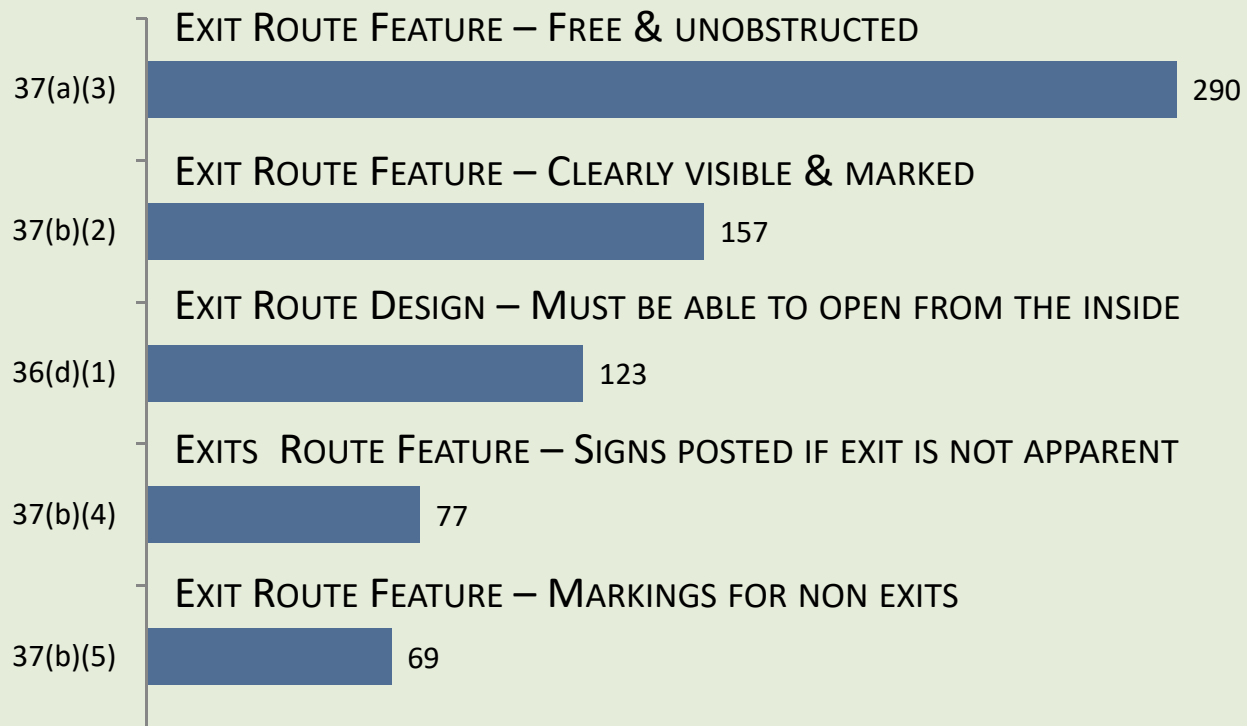 Exit Route Feature – Free & unobstructed
37(a)(3)
290
Exit Route Feature – Clearly visible & marked
37(b)(2)
157
Exit Route Design – Must be able to open from the inside
36(d)(1)
123
Exits  Route Feature – Signs posted if exit is not apparent
37(b)(4)
77
Exit Route Feature – Markings for non exits
37(b)(5)
69